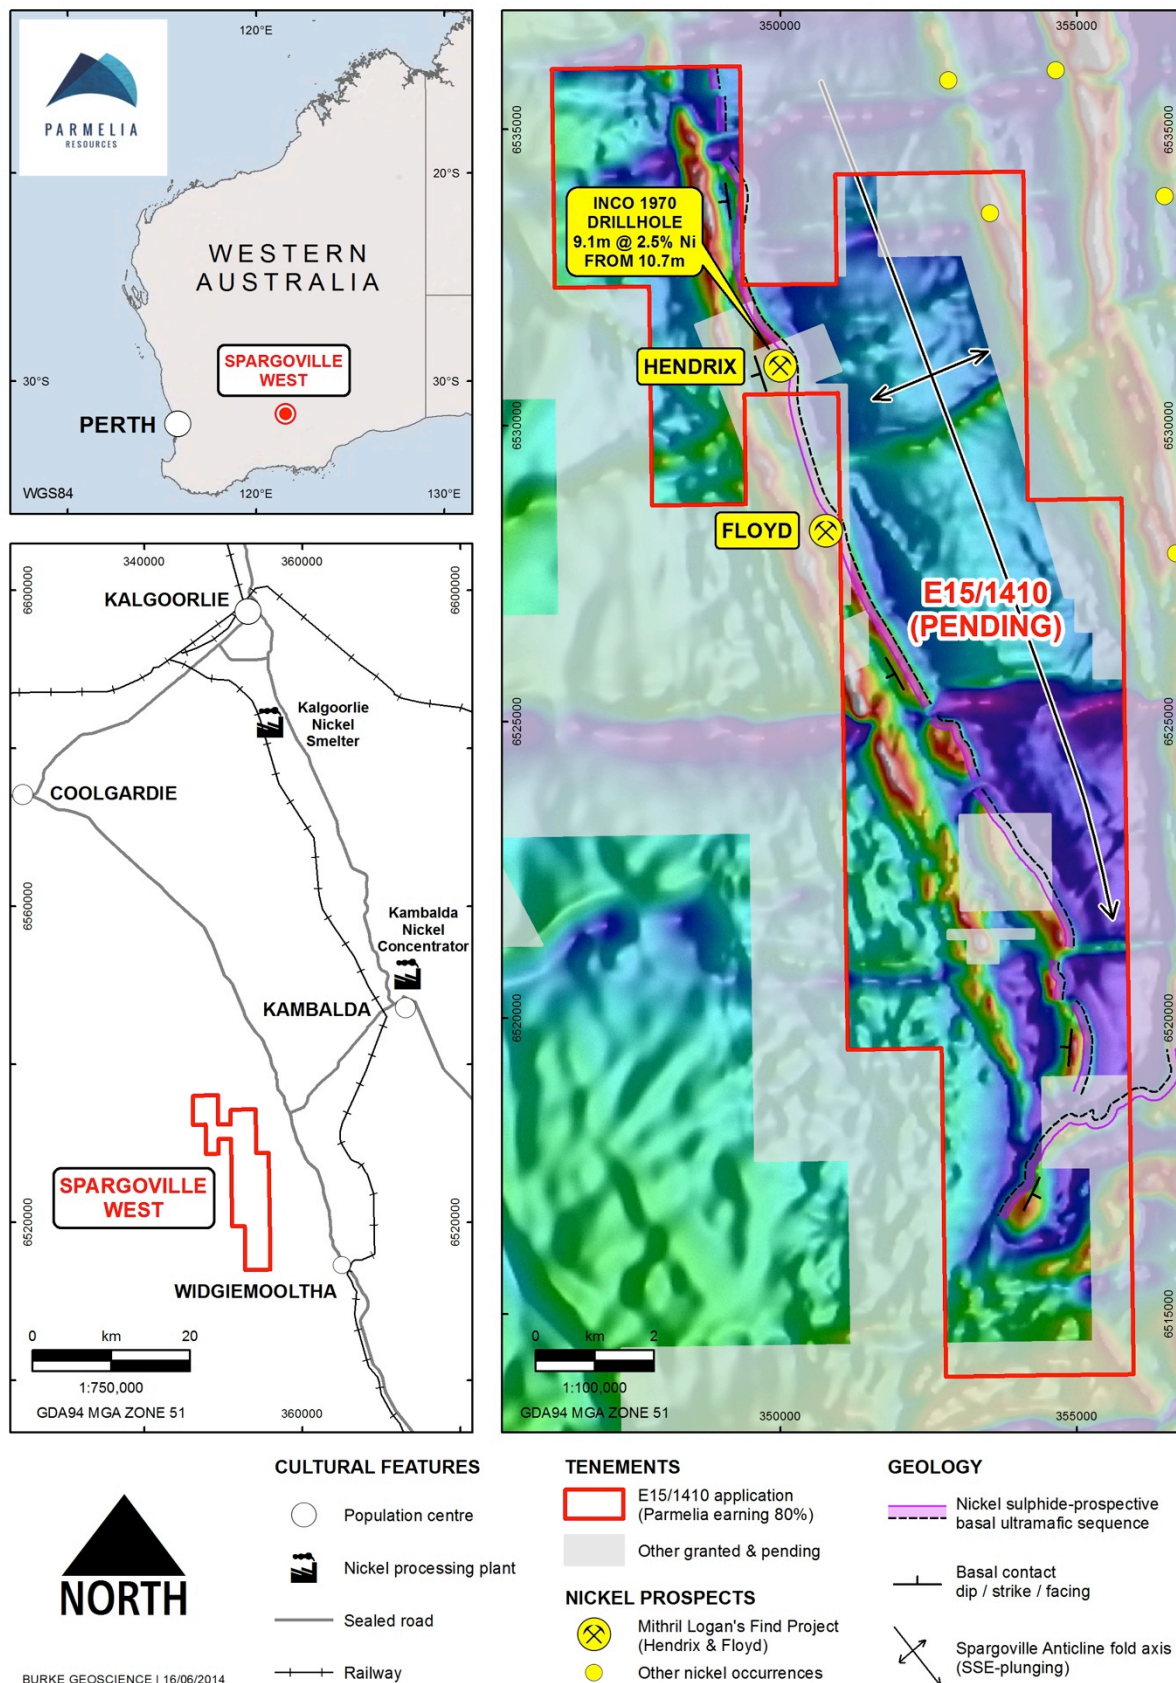 PARMELIA
RESOURCES
120°E
20°S
WESTERN
AUSTRALIA
SPARGOVILLE
WEST
30°S
30°S
PERTH
WGS84
120°E
130°E
340000
360000
6600000
6600000
KALGOORLIE
Kalgoorlie
Nickel
Smelter
COOLGARDIE
6560000
6560000
Kambalda
Nickel
Concentrator
KAMBALDA
SPARGOVILLE
WEST
6520000
6520000
WIDGIEMOOLTHA
0 km 20
1:750,000
GDA94 MGA ZONE 51
360000
350000
355000
6535000
6535000
INCO 1970
DRILLHOLE
9.1m @ 2.5% Ni
FROM 10.7m
HENDRIX
6530000
6530000
FLOYD
E15/1410
(PENDING)
6525000
6525000
6520000
6520000
6515000
0 km 2
1:100,000
GDA94 MGA ZONE 51
350000
355000
NORTH
BURKE GEOSCIENCE | 16/06/2014
CULTURAL FEATURES
Population centre
Nickel processing plant
Sealed road
Railway
TENEMENTS
E15/1410 application
(Parmelia earning 80%)
Other granted & pending
NICKEL PROSPECTS
Mithril Logan's Find Project
(Hendrix & Floyd)
Other nickel occurrences
GEOLOGY
Nickel sulphide-prospective
basal ultramafic sequence
Basal contact
dip / strike / facing
Spargoville Anticline fold axis
(SSE-plunging)